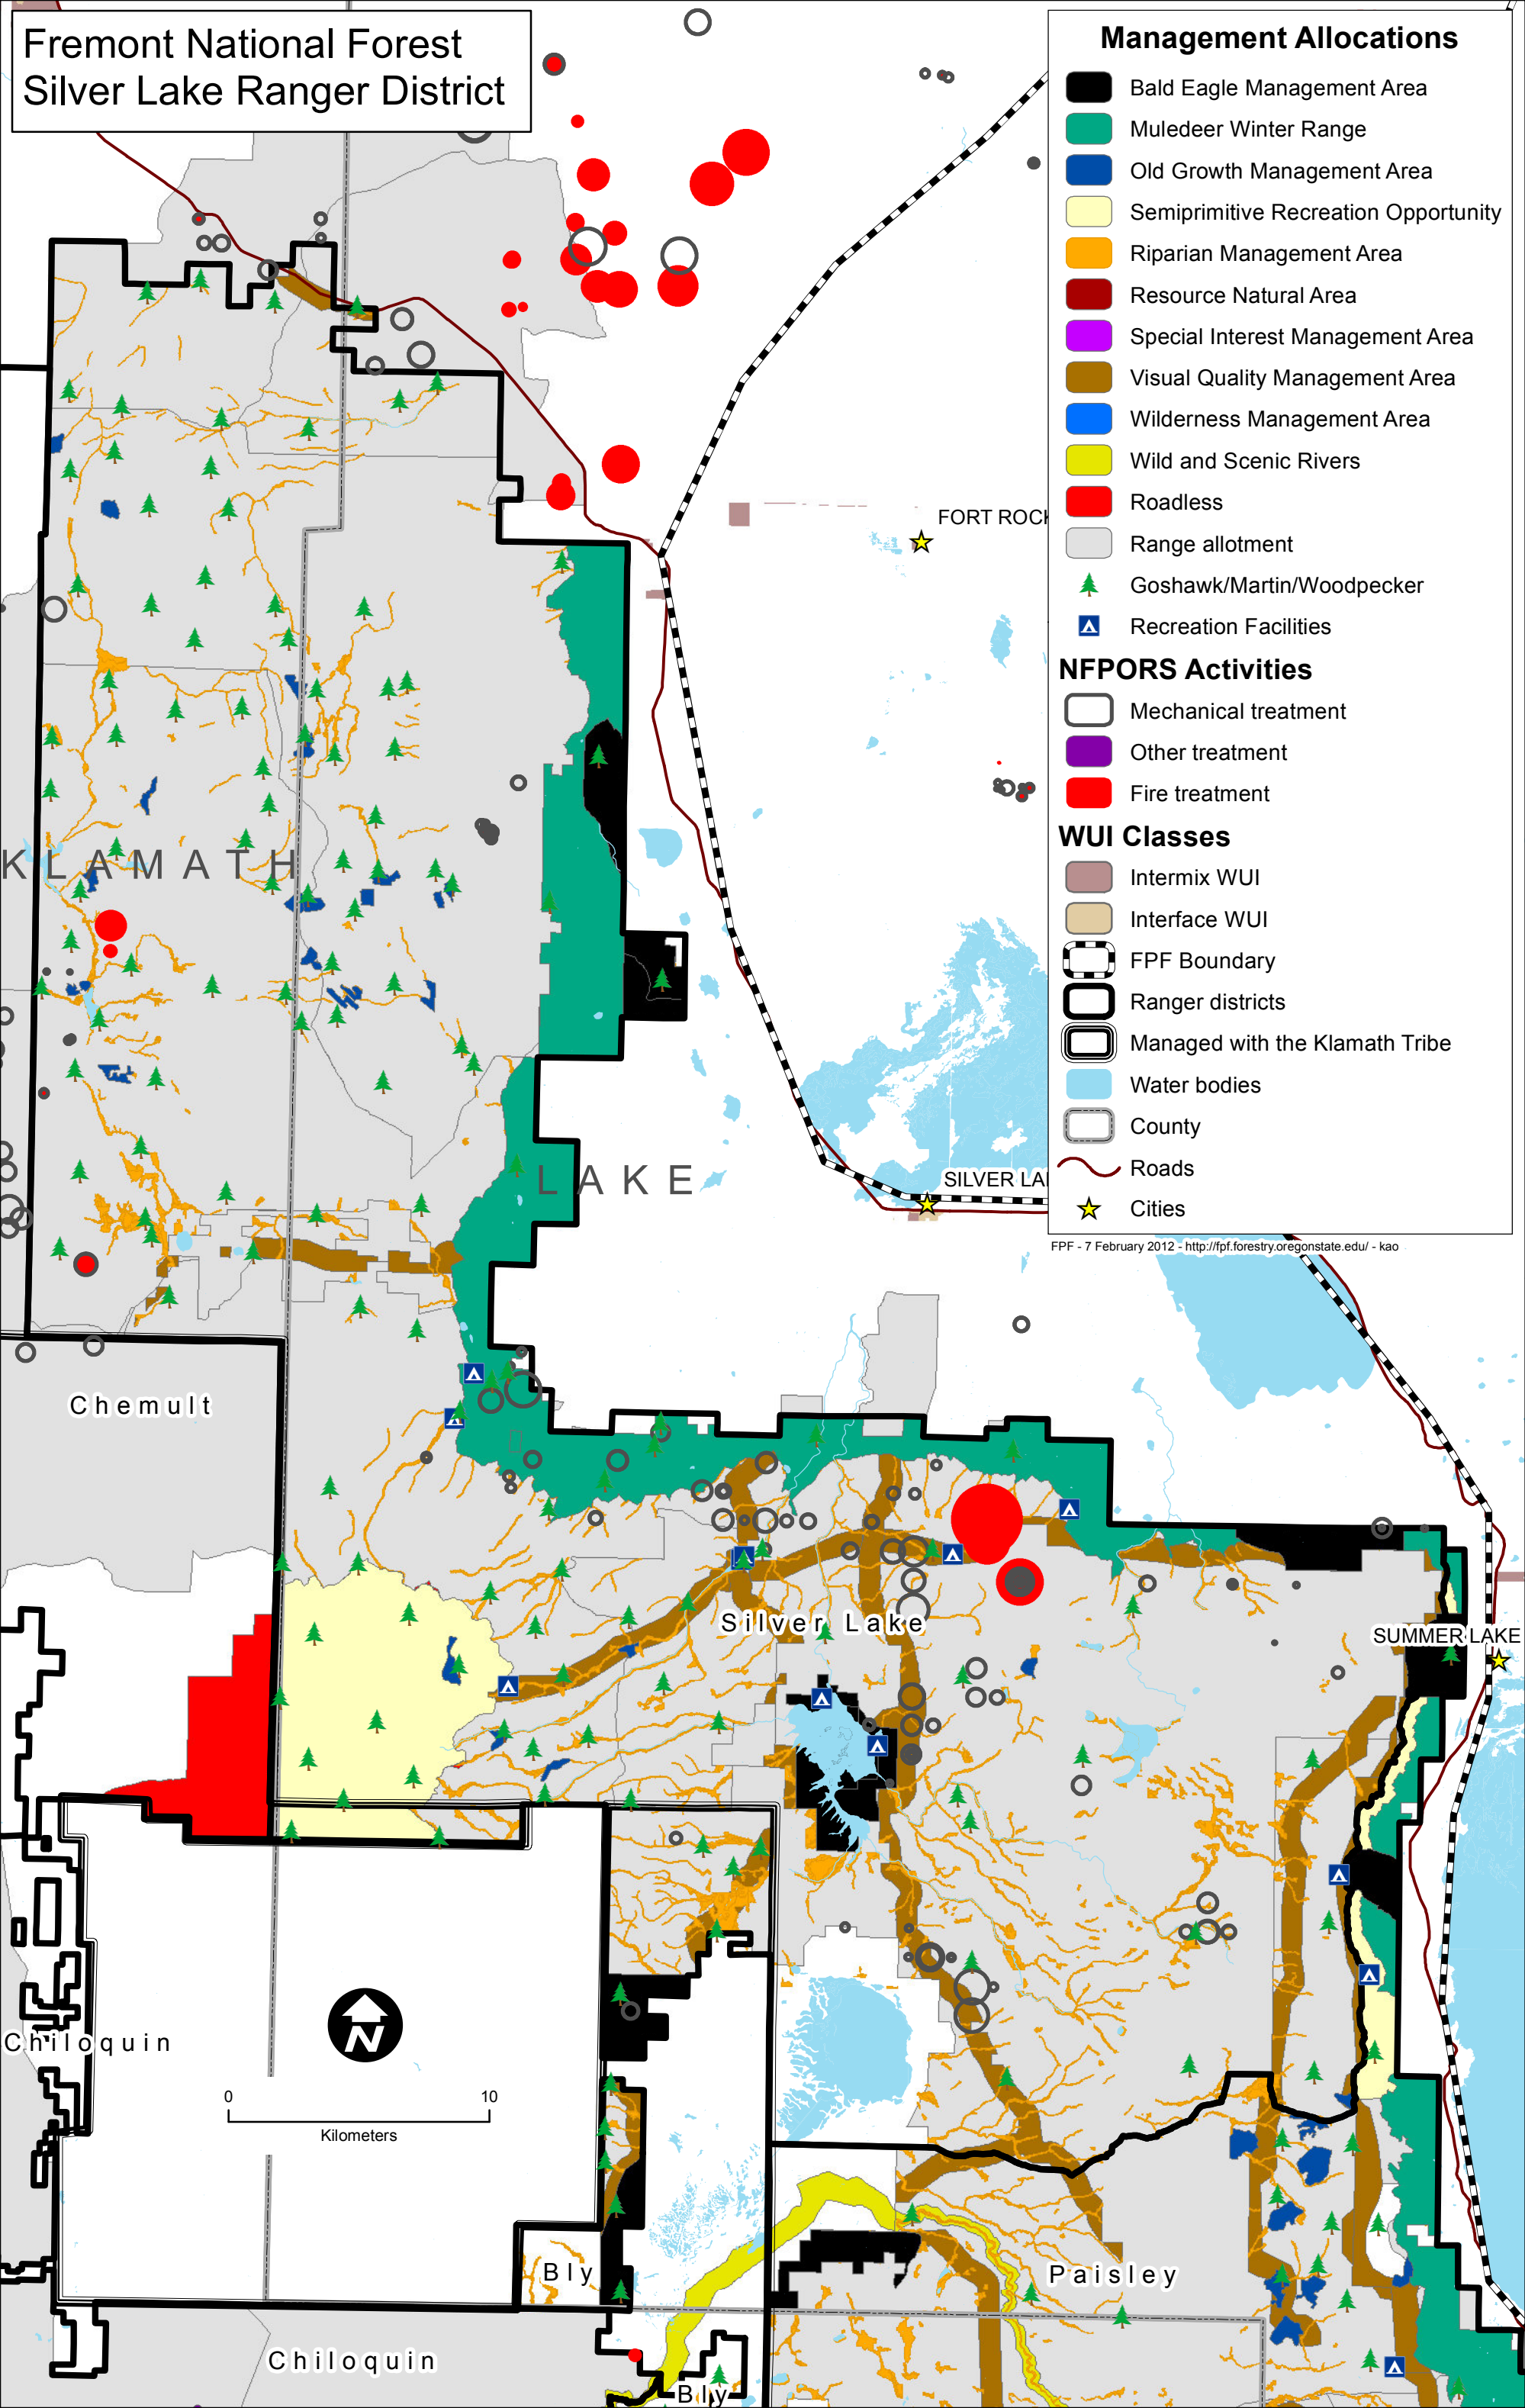 Fremont National Forest
Silver Lake Ranger District
Management Allocations
Bald Eagle Management Area
Muledeer Winter Range
Old Growth Management Area
Semiprimitive Recreation Opportunity
Riparian Management Area
Resource Natural Area
Special Interest Management Area
Visual Quality Management Area
Wilderness Management Area
Wild and Scenic Rivers
Roadless
Range allotment
Goshawk/Martin/Woodpecker
Recreation Facilities
NFPORS Activities
Mechanical treatment
Other treatment
Fire treatment
WUI Classes
Intermix WUI
Interface WUI
FPF Boundary
Ranger districts
Managed with the Klamath Tribe
Water bodies
County
Roads
Cities
FPF - 7 February 2012 - http://fpf.forestry.oregonstate.edu/ - kao
FORT ROCK
KLAMATH
LAKE
SILVER LA
Chemult
Silver Lake
SUMMER LAKE
Chiloquin
N
0 10
Kilometers
Bly
Paisley
Chiloquin
Bly